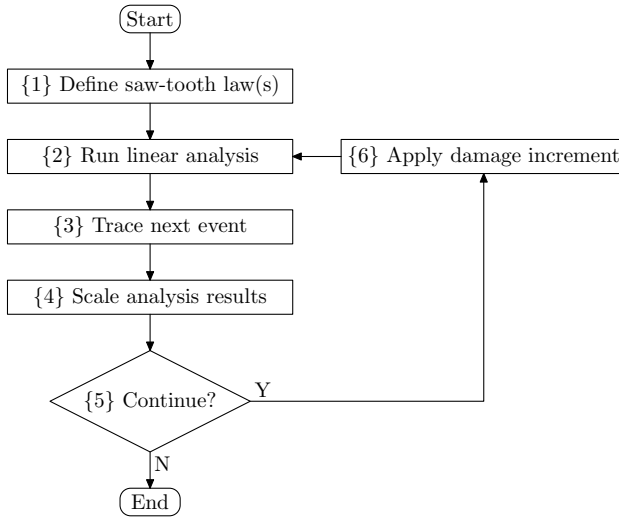 Start
{1} Define saw-tooth law(s)
{2} Run linear analysis
{6} Apply damage increment
{3} Trace next event
{4} Scale analysis results
{5} Continue?
Y
N
End